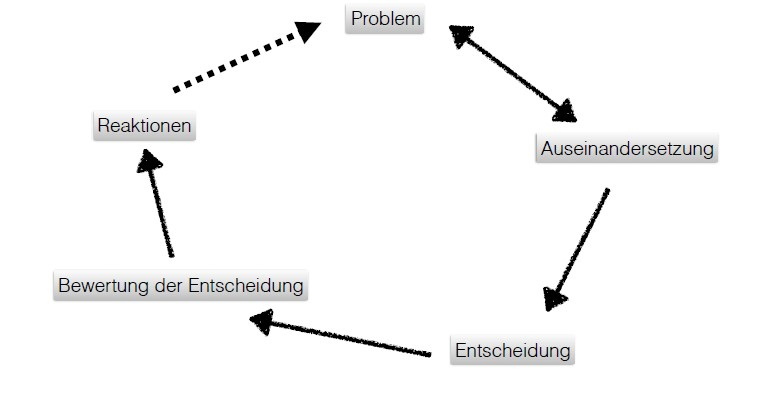 Problem
Auseinandersetzung
Entscheidung
Bewertung der Entscheidung
Reaktionen